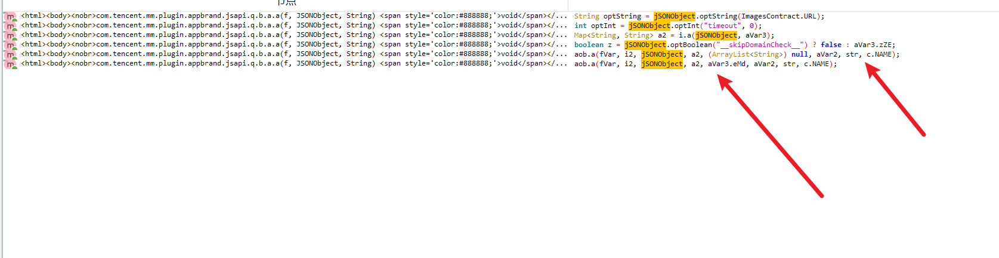 节点
m <html><body><nobr>com.tencent.mm.plugin.appbrand.jsapi.q.b.a.a(f, JSONObject, String) <span style='color:#888888;'>void</span></... String optString = jSONObject.optString(ImagesContract.URL);
m <html><body><nobr>com.tencent.mm.plugin.appbrand.jsapi.q.b.a.a(f, JSONObject, String) <span style='color:#888888;'>void</span></... int optInt = jSONObject.optInt("timeout", 0);
m <html><body><nobr>com.tencent.mm.plugin.appbrand.jsapi.q.b.a.a(f, JSONObject, String) <span style='color:#888888;'>void</span></... Map<String, String> a2 = i.a(jSONObject, aVar3);
m <html><body><nobr>com.tencent.mm.plugin.appbrand.jsapi.q.b.a.a(f, JSONObject, String) <span style='color:#888888;'>void</span></... boolean z = jSONObject.optBoolean("__skipDomainCheck__") ? false : aVar3.zZE;
m <html><body><nobr>com.tencent.mm.plugin.appbrand.jsapi.q.b.a.a(f, JSONObject, String) <span style='color:#888888;'>void</span></... aob.a(fVar, i2, jSONObject, a2, (ArrayList<String>) null, aVar2, str, c.NAME);
m <html><body><nobr>com.tencent.mm.plugin.appbrand.jsapi.q.b.a.a(f, JSONObject, String) <span style='color:#888888;'>void</span></... aob.a(fVar, i2, jSONObject, a2, aVar3.eMd, aVar2, str, c.NAME);